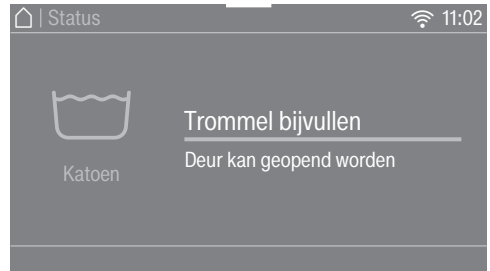 | Status 11:02
Trommel bijvullen
Deur kan geopend worden
Katoen